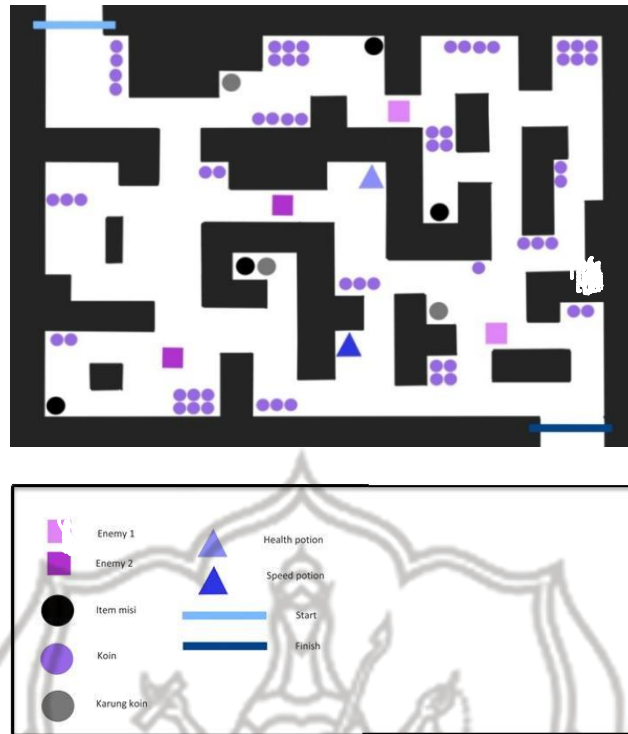 Enemy 1
Enemy 2
Item misi
Koin
Karung koin
Health potion
Speed potion
Start
Finish